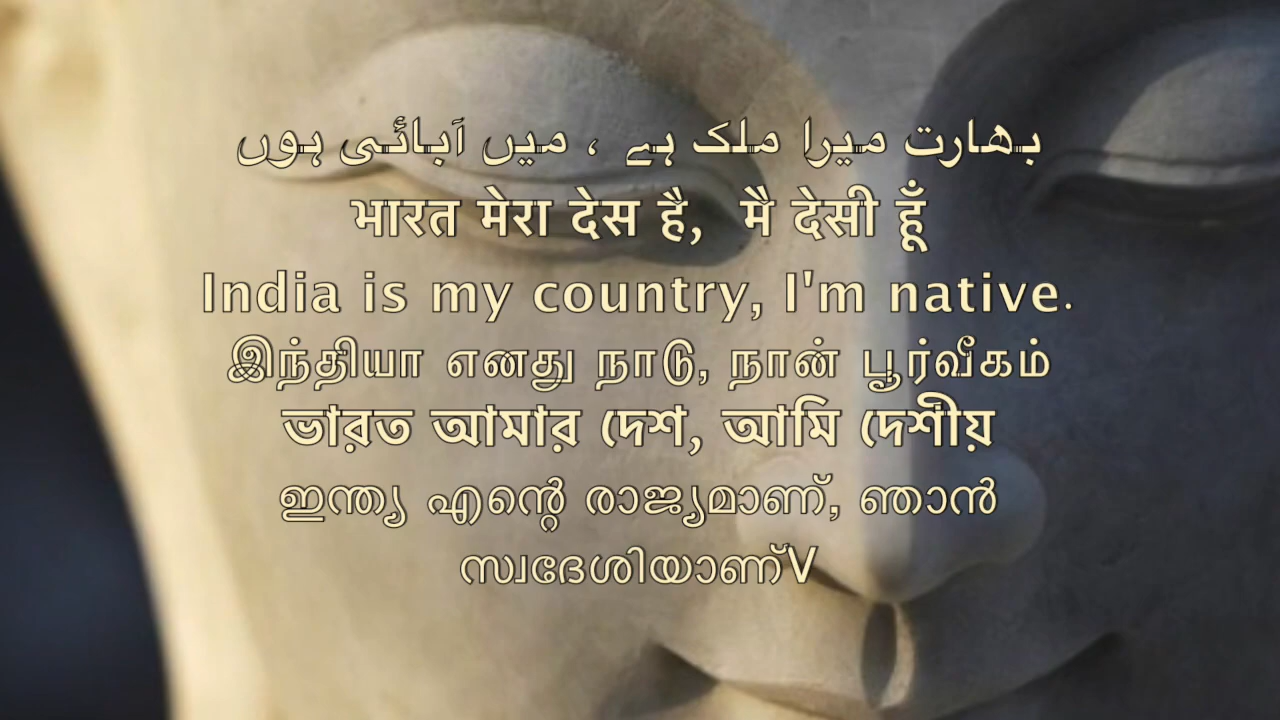 بھارت میرا ملک ہے ، میں آبائی ہوں
भारत मेरा देस है, मै देसी हूँ
India is my country, I'm native.
இந்தியா எனது நாடு, நான் பூர்வீகம்
ভারত আমার দেশ, আমি দেশীয়
ഇന്ത്യ എന്റെ രാജ്യമാണ്, ഞാൻ
സ്വദേശിയാണ്V